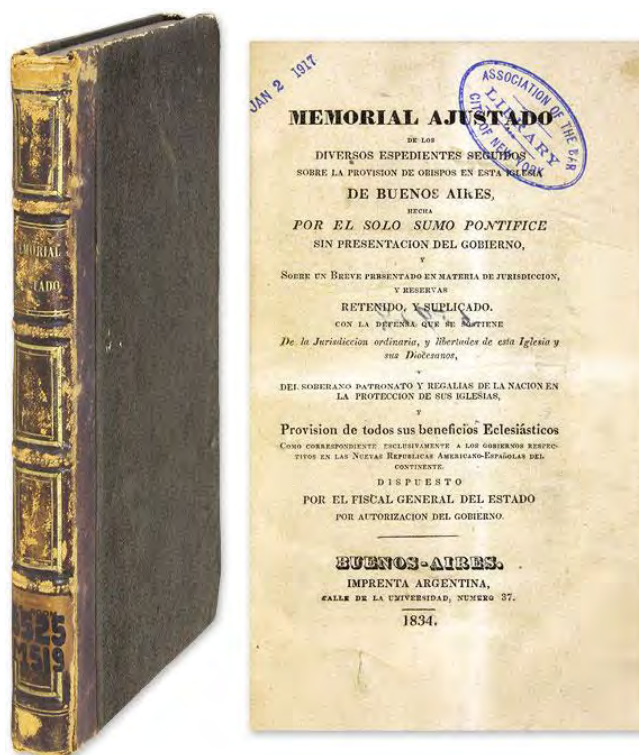 MEMORIAL
TADO
3525
M519
JAN 2 1917
ASSOCIATION OF THE BAR
LIBRARY
CITY OF NEW YORK
MEMORIAL AJUSTADO
DE LOS
DIVERSOS ESPEDIENTES SEGUIDOS
SOBRE LA PROVISION DE OBISPOS EN ESTA IGLESIA
DE BUENOS AIRES,
HECHA
POR EL SOLO SUMO PONTIFICE
SIN PRESENTACION DEL GOBIERNO,
Y
SOBRE UN BREVE PRESENTADO EN MATERIA DE JURISDICCION,
Y RESERVAS
RETENIDO, Y SUPLICADO.
CON LA DEFENSA QUE SE SOSTIENE
De la Jurisdiccion ordinaria, y libertades de esta Iglesia y
sus Diocesanos,
Y
DEL SOBERANO PATRONATO Y REGALIAS DE LA NACION EN
LA PROTECCION DE SUS IGLESIAS,
Y
Provision de todos sus beneficios Eclesiásticos
COMO CORRESPONDIENTE ESCLUSIVAMENTE A LOS GOBIERNOS RESPEC-
TIVOS EN LAS NUEVAS REPUBLICAS AMERICANO-ESPAÑOLAS DEL
CONTINENTE.
DISPUESTO
POR EL FISCAL GENERAL DEL ESTADO
POR AUTORIZACION DEL GOBIERNO.
BUENOS-AIRES.
IMPRENTA ARGENTINA,
CALLE DE LA UNIVERSIDAD, NUMERO 37.
1834.